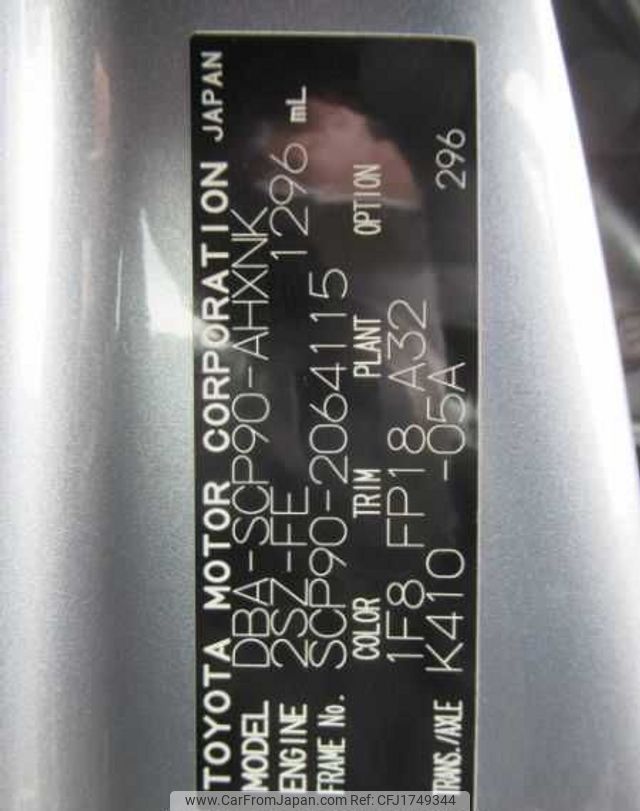 TOYOTA MOTOR CORPORATION JAPAN
MODEL DBA-SCP90-AHXNK
ENGINE 2SZ-FE 1296 mL
FRAME No. SCP90-2064115
COLOR TRIM PLANT OPTION
1F8 FP18 A32
TRANS./AXLE K410 -05A 296
www.CarFromJapan.com Ref:CFJ1749344